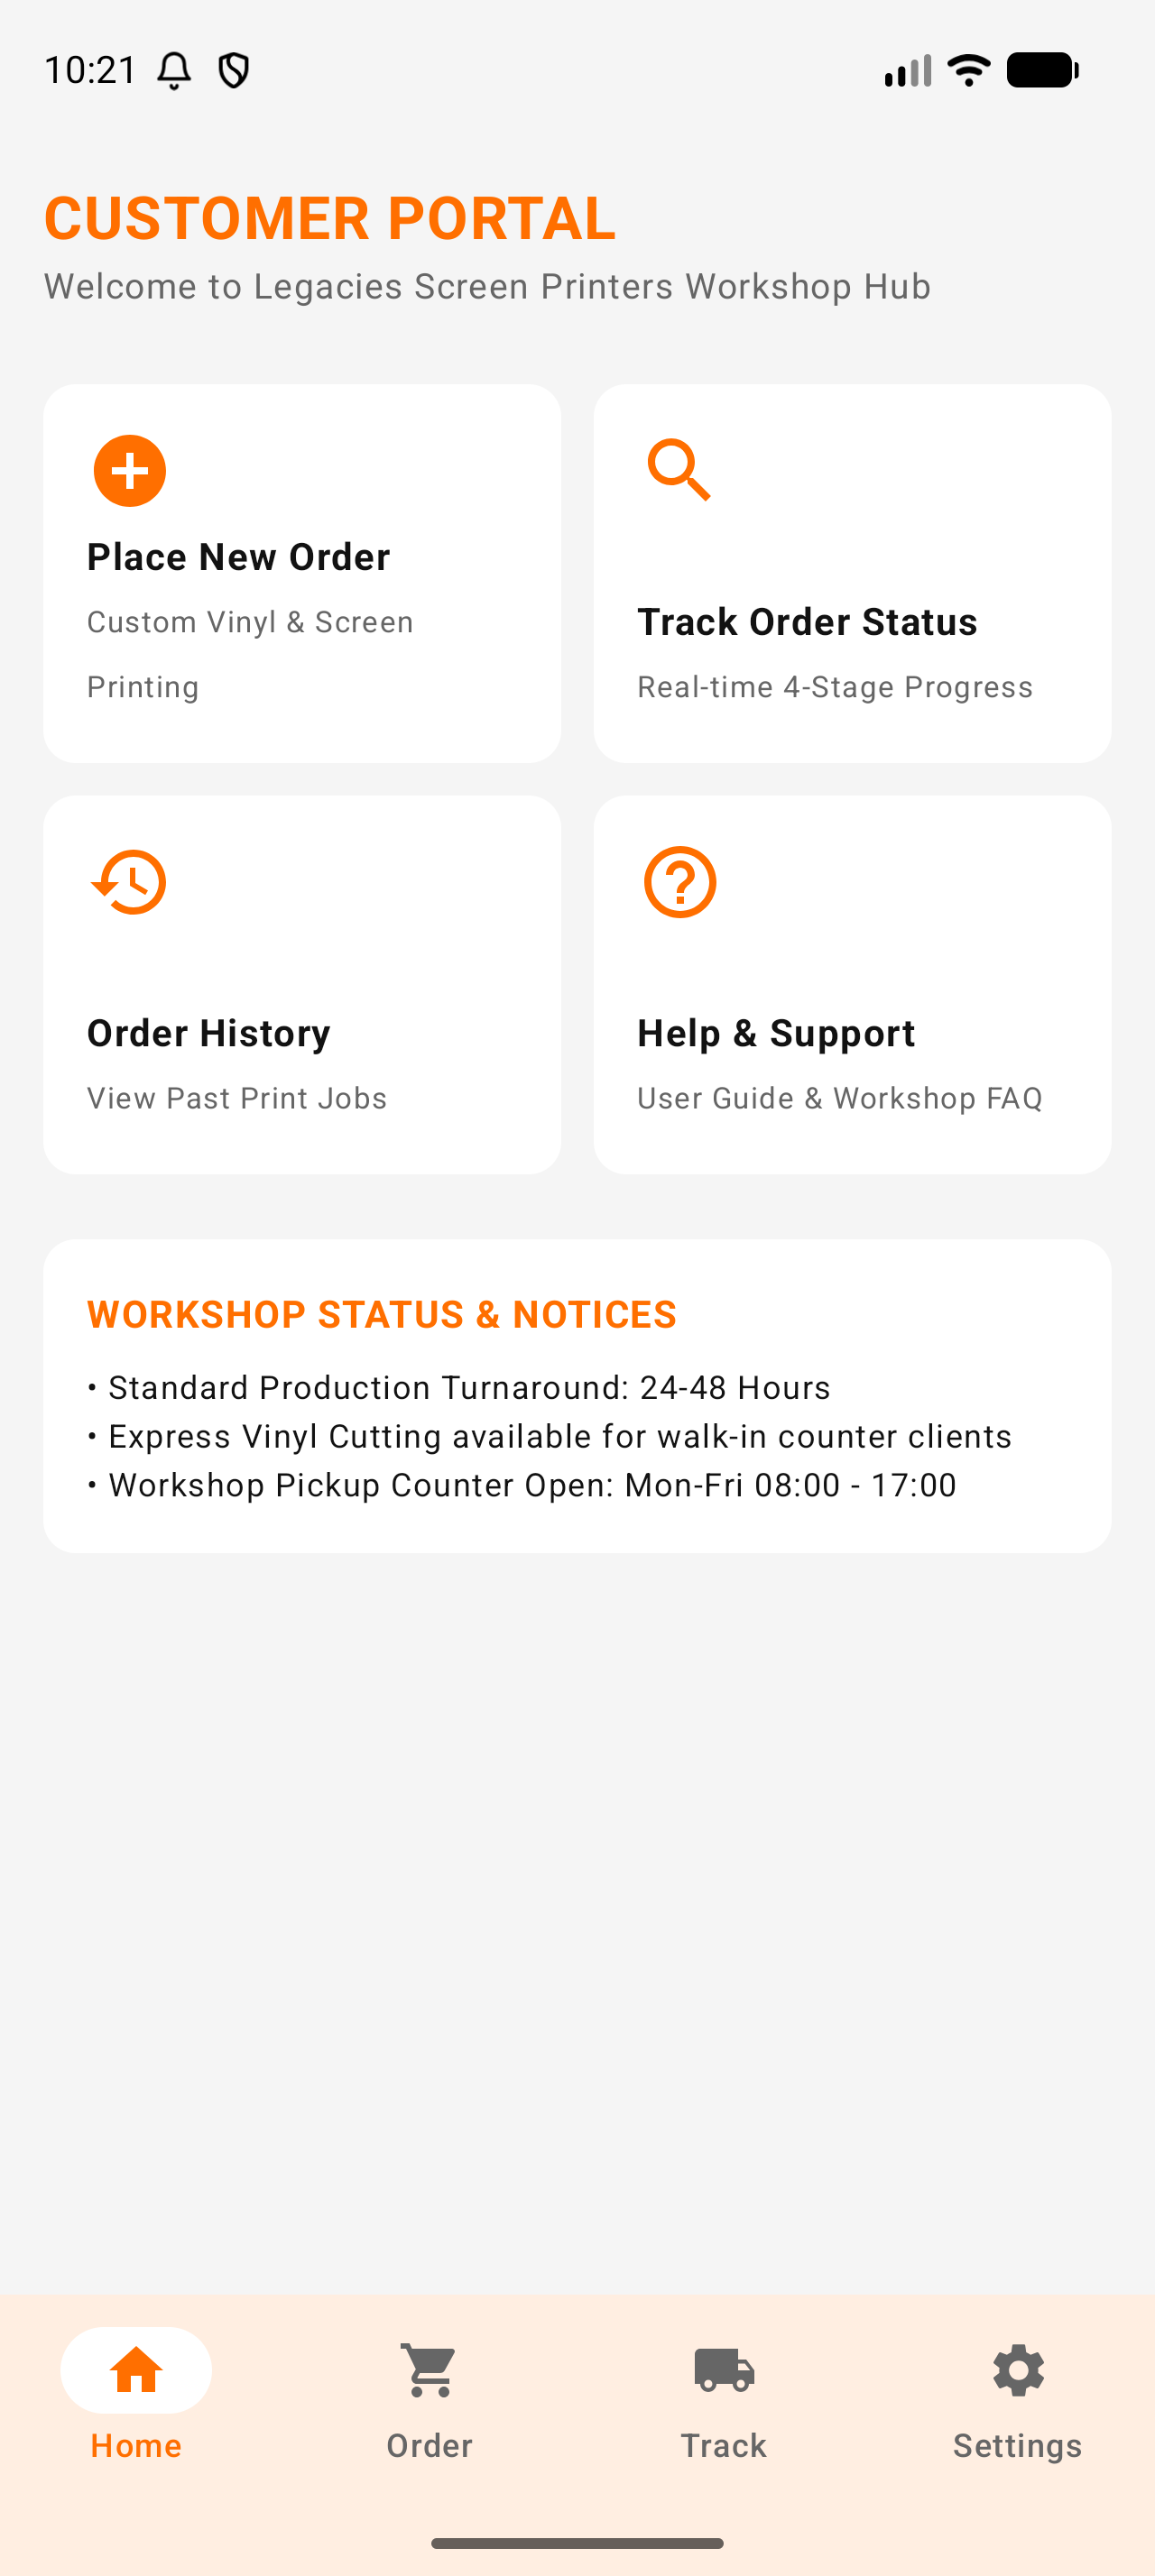 10:21
CUSTOMER PORTAL
Welcome to Legacies Screen Printers Workshop Hub
Place New Order
Custom Vinyl & Screen
Printing
Track Order Status
Real-time 4-Stage Progress
Order History
View Past Print Jobs
Help & Support
User Guide & Workshop FAQ
WORKSHOP STATUS & NOTICES
• Standard Production Turnaround: 24-48 Hours
• Express Vinyl Cutting available for walk-in counter clients
• Workshop Pickup Counter Open: Mon-Fri 08:00 - 17:00
Home
Order
Track
Settings